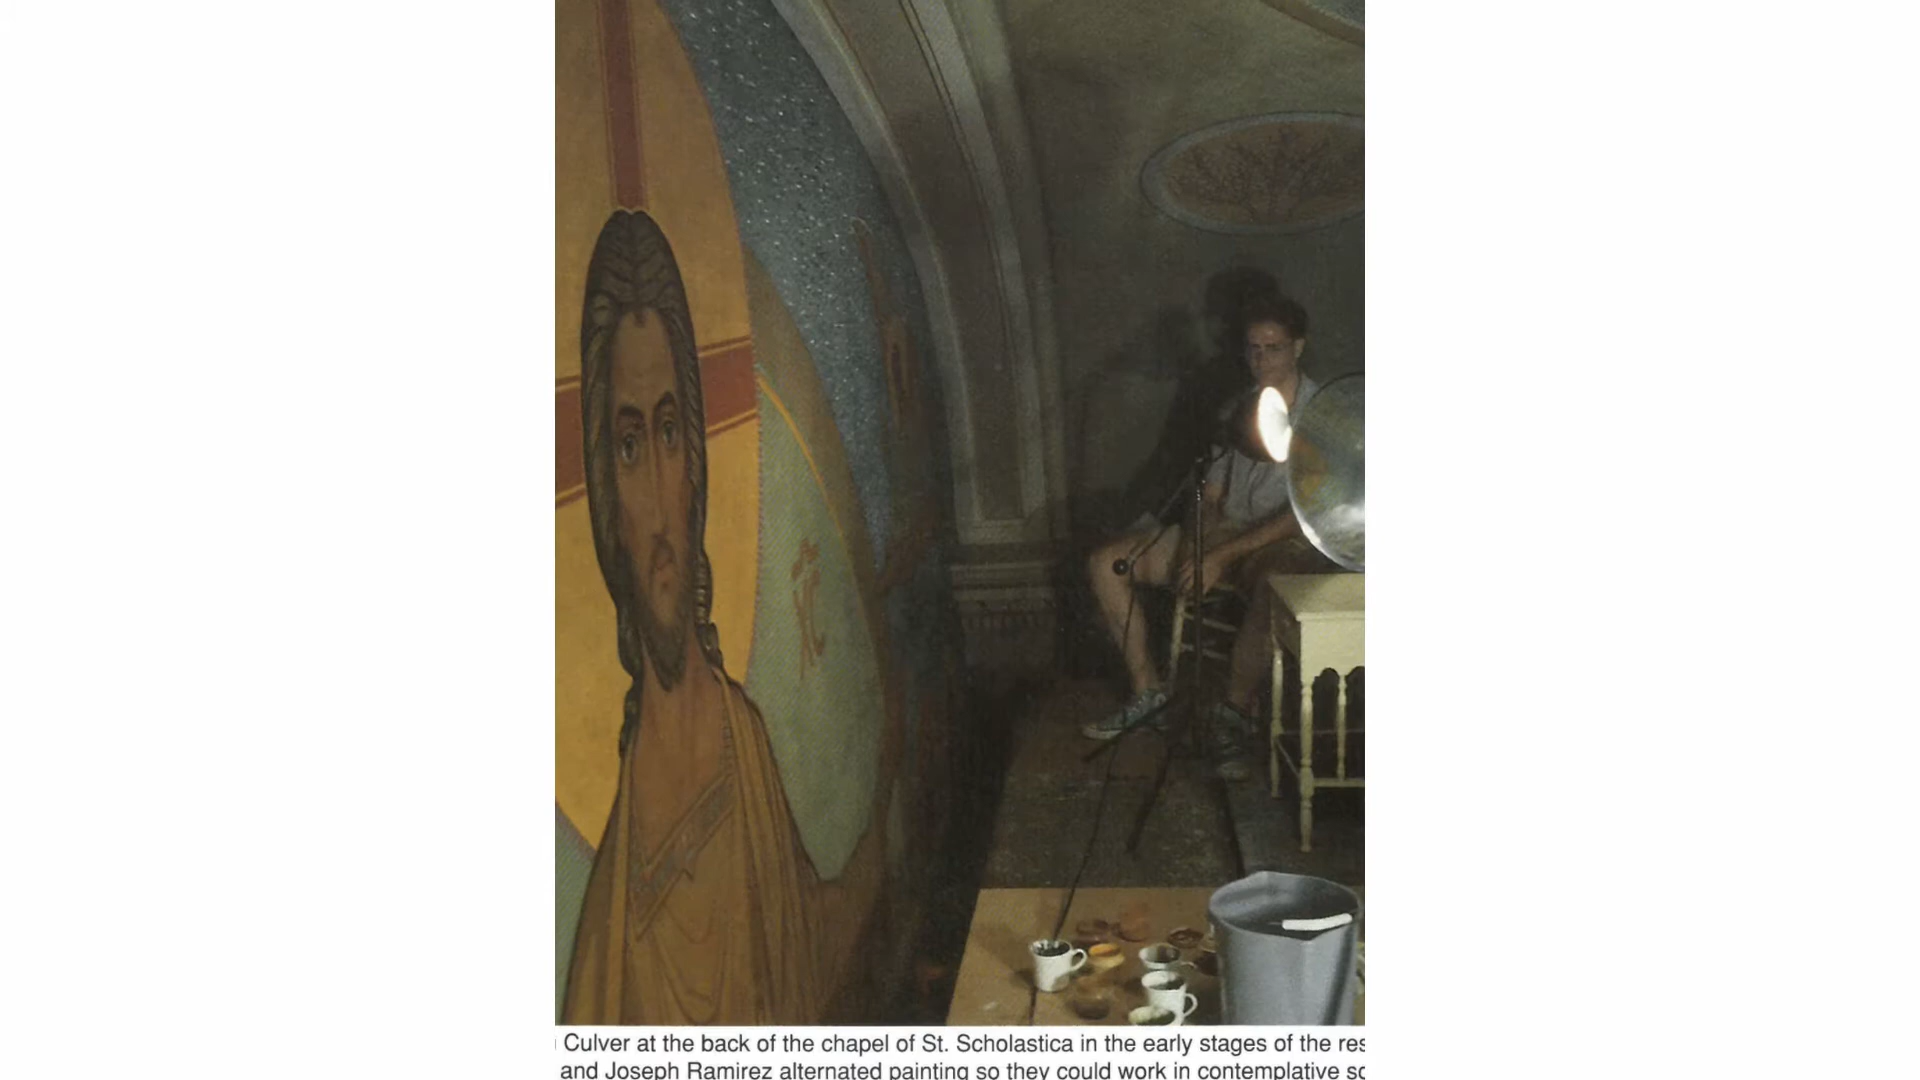 Culver at the back of the chapel of St. Scholastica in the early stages of the
and Joseph Ramirez alternated painting so they could work in contemplative